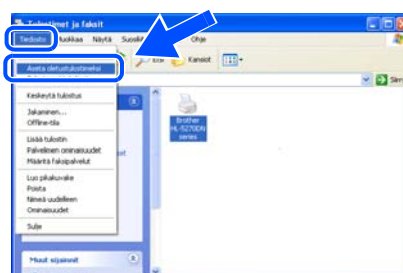 Tulostimet ja faksit
Tiedosto Muokkaa Näytä Ohje
Kansiot
Aseta oletustulostimeksi
Keskeytä tulostus
Jakaminen...
Offline-tila
Lisää tulostin
Palvelimen ominaisuudet
Määritä faksipalvelut
Luo pikakuvake
Poista
Nimeä uudelleen
Ominaisuudet
Sulje
Brother
HL-5270DN
series
Muut sijainnit